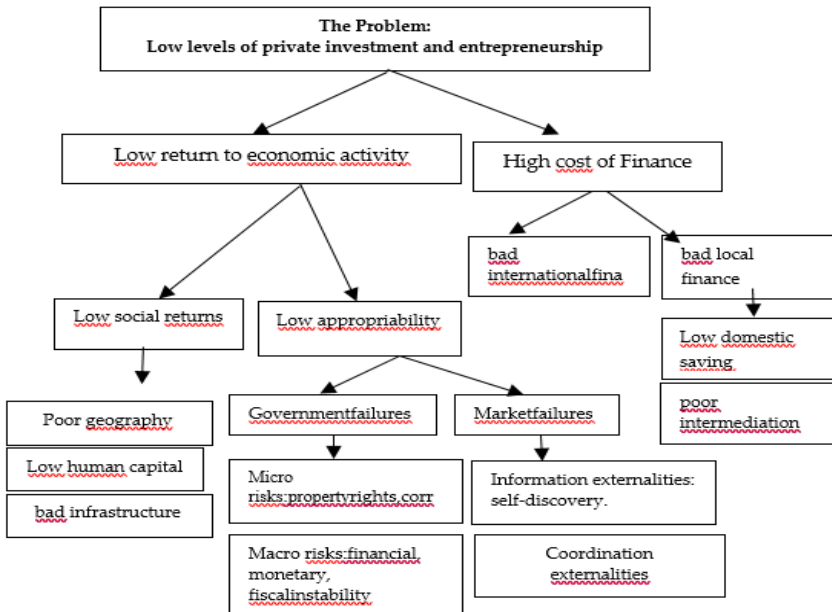 The Problem:
Low levels of private investment and entrepreneurship
Low return to economic activity
High cost of Finance
bad
internationalfina
bad local
finance
Low social returns
Low appropriability
Low domestic
saving
poor
intermediation
Poor geography
Low human capital
bad infrastructure
Governmentfailures
Marketfailures
Micro
risks:propertyrights,corr
Information externalities:
self-discovery.
Macro risks:financial,
monetary,
fiscalinstability
Coordination
externalities